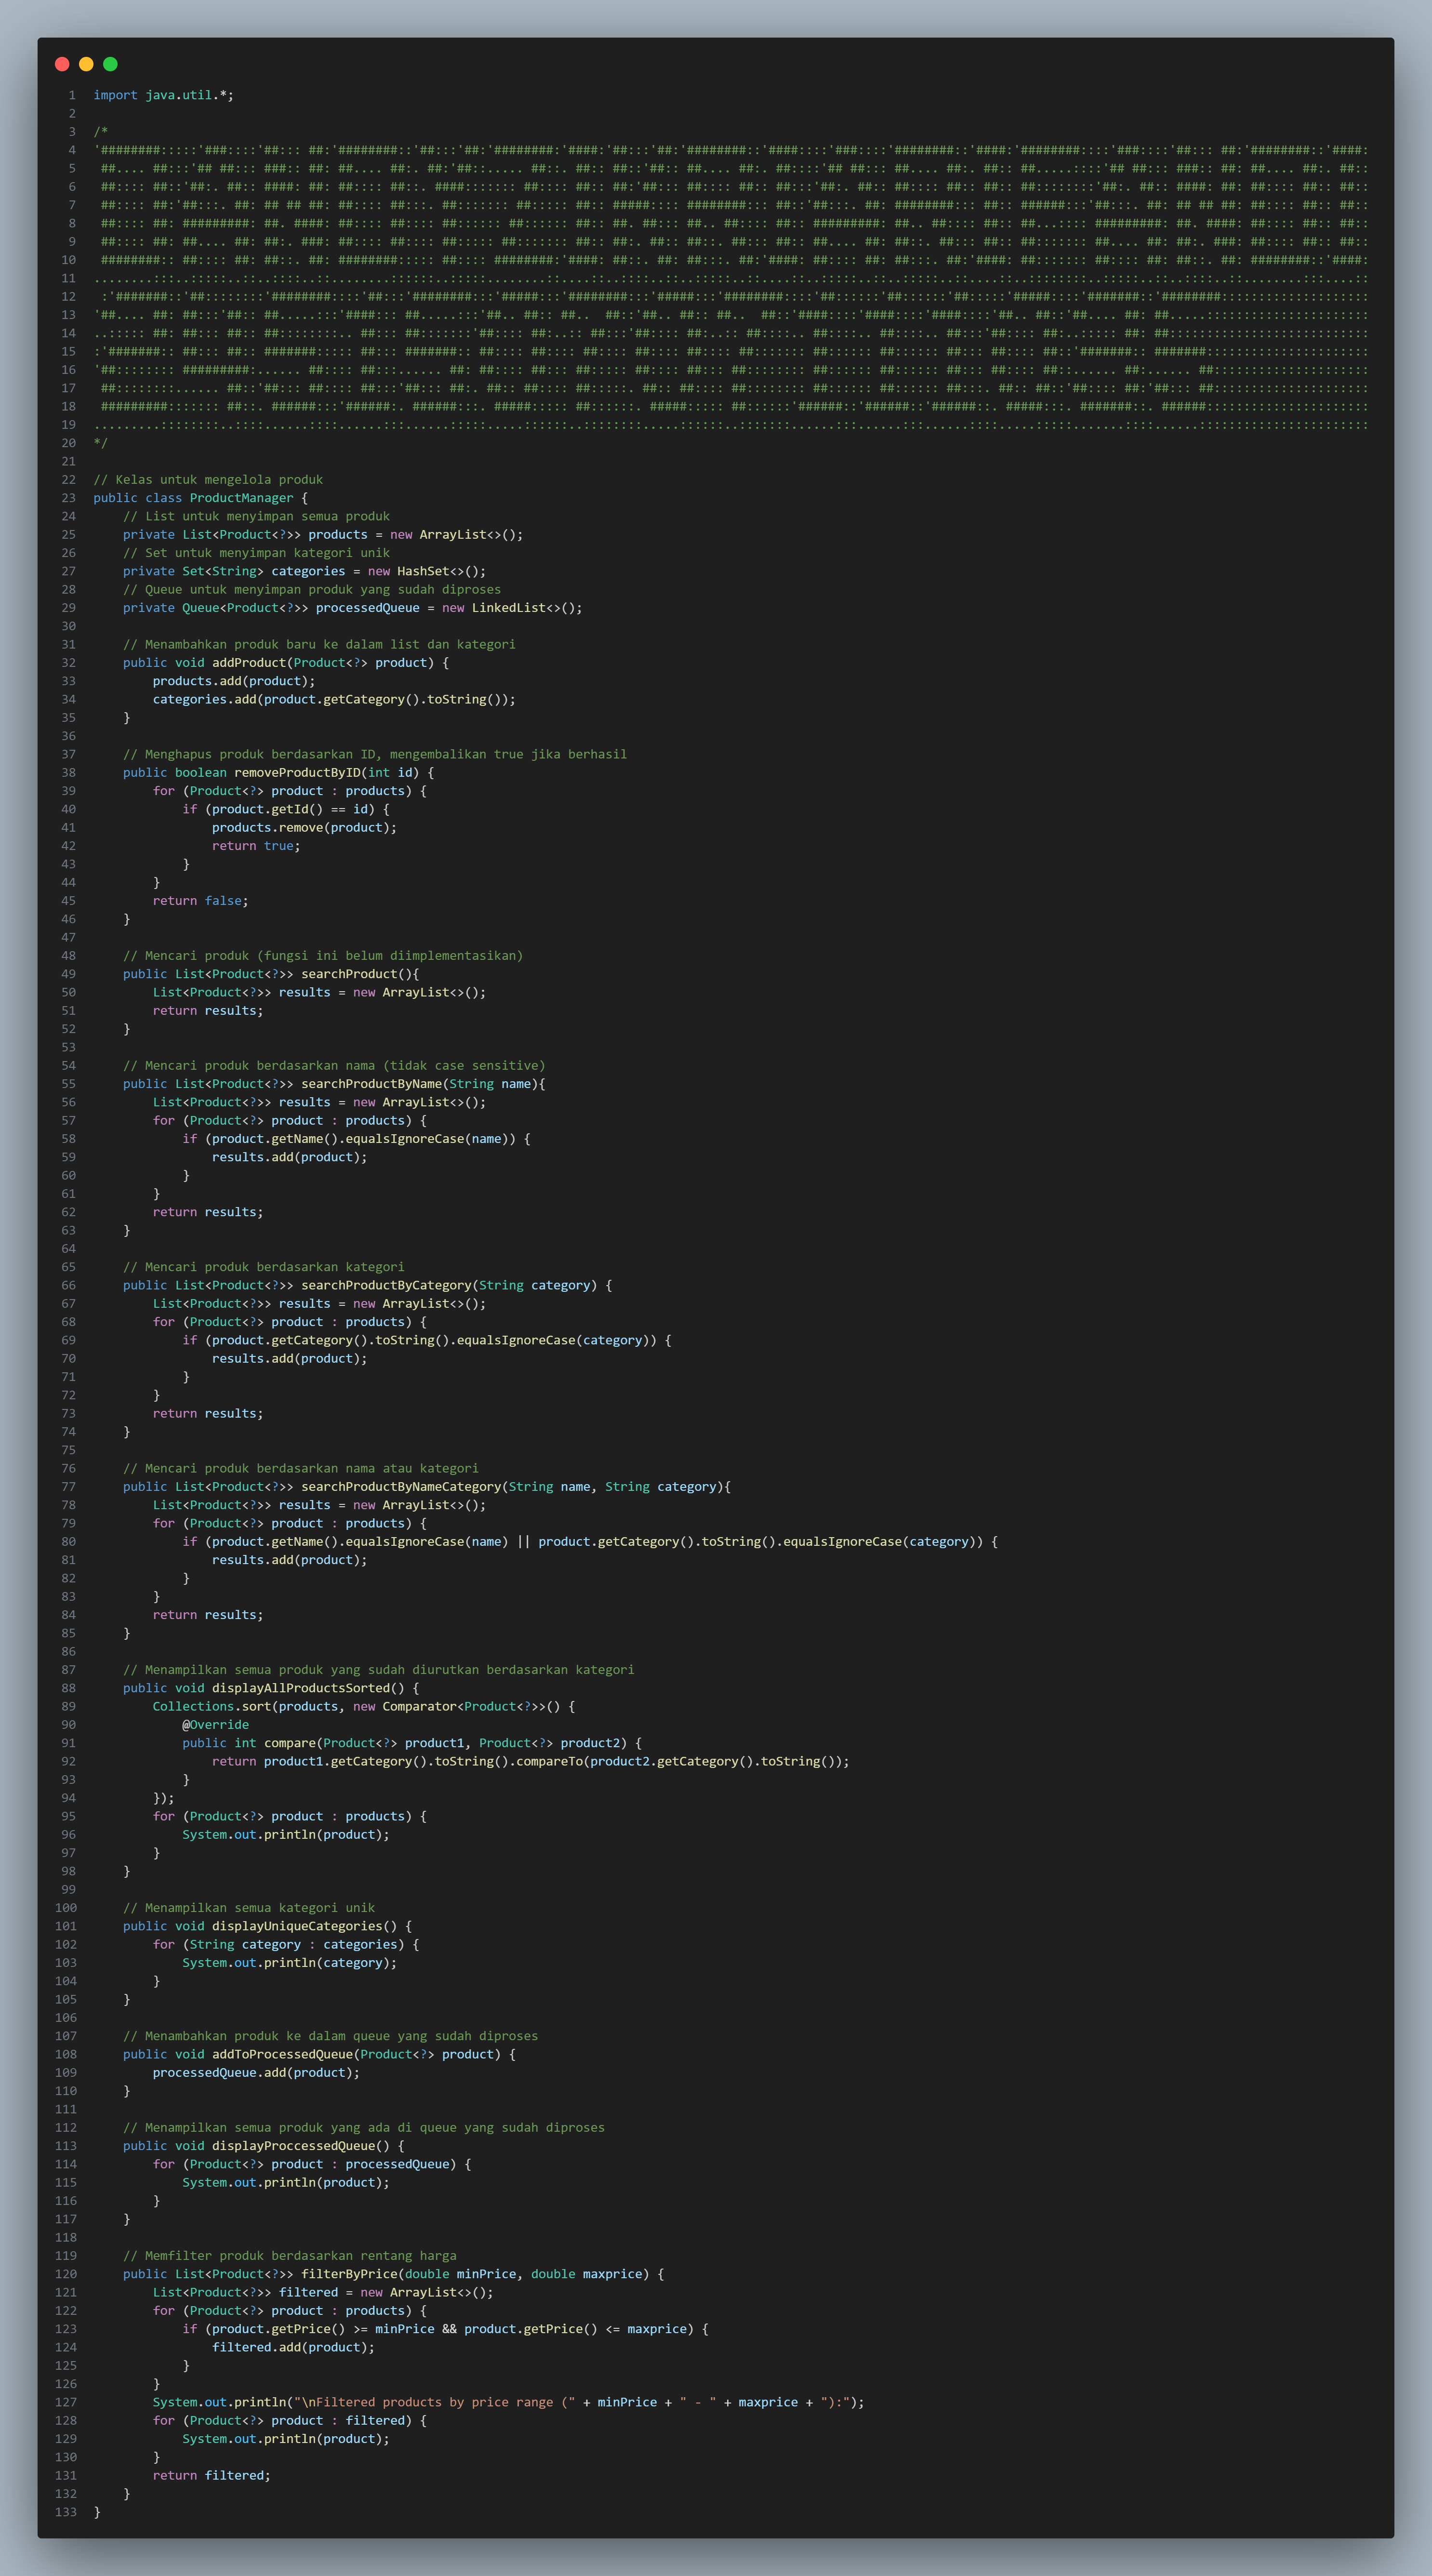 1 import java.util.*;
2
3 /*
4
5
6
7
8
9
10
11
12
13
14
15
16
17
18
19
20 */
21
22 // Kelas untuk mengelola produk
23 public class ProductManager {
24     // List untuk menyimpan semua produk
25     private List<Product<?>> products = new ArrayList<>();
26     // Set untuk menyimpan kategori unik
27     private Set<String> categories = new HashSet<>();
28     // Queue untuk menyimpan produk yang sudah diproses
29     private Queue<Product<?>> processedQueue = new LinkedList<>();
30
31     // Menambahkan produk baru ke dalam list dan kategori
32     public void addProduct(Product<?> product) {
33         products.add(product);
34         categories.add(product.getCategory().toString());
35     }
36
37     // Menghapus produk berdasarkan ID, mengembalikan true jika berhasil
38     public boolean removeProductByID(int id) {
39         for (Product<?> product : products) {
40             if (product.getId() == id) {
41                 products.remove(product);
42                 return true;
43             }
44         }
45         return false;
46     }
47
48     // Mencari produk (fungsi ini belum diimplementasikan)
49     public List<Product<?>> searchProduct(){
50         List<Product<?>> results = new ArrayList<>();
51         return results;
52     }
53
54     // Mencari produk berdasarkan nama (tidak case sensitive)
55     public List<Product<?>> searchProductByName(String name){
56         List<Product<?>> results = new ArrayList<>();
57         for (Product<?> product : products) {
58             if (product.getName().equalsIgnoreCase(name)) {
59                 results.add(product);
60             }
61         }
62         return results;
63     }
64
65     // Mencari produk berdasarkan kategori
66     public List<Product<?>> searchProductByCategory(String category) {
67         List<Product<?>> results = new ArrayList<>();
68         for (Product<?> product : products) {
69             if (product.getCategory().toString().equalsIgnoreCase(category)) {
70                 results.add(product);
71             }
72         }
73         return results;
74     }
75
76     // Mencari produk berdasarkan nama atau kategori
77     public List<Product<?>> searchProductByNameCategory(String name, String category){
78         List<Product<?>> results = new ArrayList<>();
79         for (Product<?> product : products) {
80             if (product.getName().equalsIgnoreCase(name) || product.getCategory().toString().equalsIgnoreCase(category)) {
81                 results.add(product);
82             }
83         }
84         return results;
85     }
86
87     // Menampilkan semua produk yang sudah diurutkan berdasarkan kategori
88     public void displayAllProductsSorted() {
89         Collections.sort(products, new Comparator<Product<?>>() {
90             @Override
91             public int compare(Product<?> product1, Product<?> product2) {
92                 return product1.getCategory().toString().compareTo(product2.getCategory().toString());
93             }
94         });
95         for (Product<?> product : products) {
96             System.out.println(product);
97         }
98     }
99
100     // Menampilkan semua kategori unik
101     public void displayUniqueCategories() {
102         for (String category : categories) {
103             System.out.println(category);
104         }
105     }
106
107     // Menambahkan produk ke dalam queue yang sudah diproses
108     public void addToProcessedQueue(Product<?> product) {
109         processedQueue.add(product);
110     }
111
112     // Menampilkan semua produk yang ada di queue yang sudah diproses
113     public void displayProccessedQueue() {
114         for (Product<?> product : processedQueue) {
115             System.out.println(product);
116         }
117     }
118
119     // Memfilter produk berdasarkan rentang harga
120     public List<Product<?>> filterByPrice(double minPrice, double maxprice) {
121         List<Product<?>> filtered = new ArrayList<>();
122         for (Product<?> product : products) {
123             if (product.getPrice() >= minPrice && product.getPrice() <= maxprice) {
124                 filtered.add(product);
125             }
126         }
127         System.out.println("\nFiltered products by price range (" + minPrice + " - " + maxprice + "):");
128         for (Product<?> product : filtered) {
129             System.out.println(product);
130         }
131         return filtered;
132     }
133 }